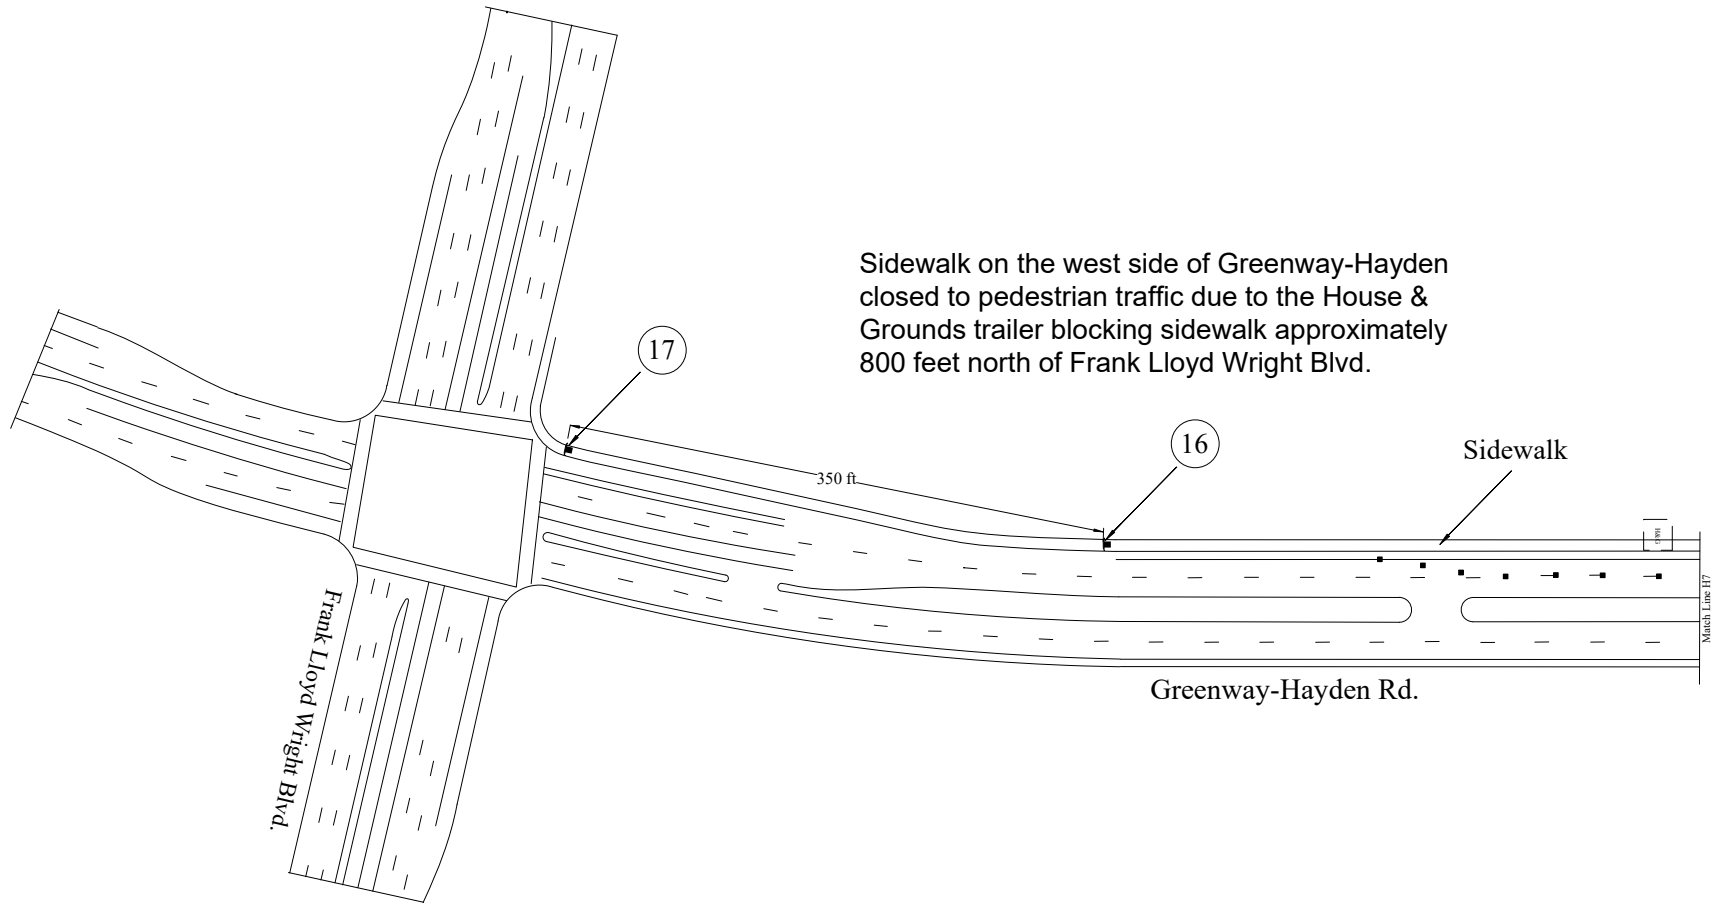 Sidewalk on the west side of Greenway-Hayden
closed to pedestrian traffic due to the House &
Grounds trailer blocking sidewalk approximately
800 feet north of Frank Lloyd Wright Blvd.
17
16
Sidewalk
350 ft
H&G
Match Line H7
Frank Lloyd Wright Blvd.
Greenway-Hayden Rd.